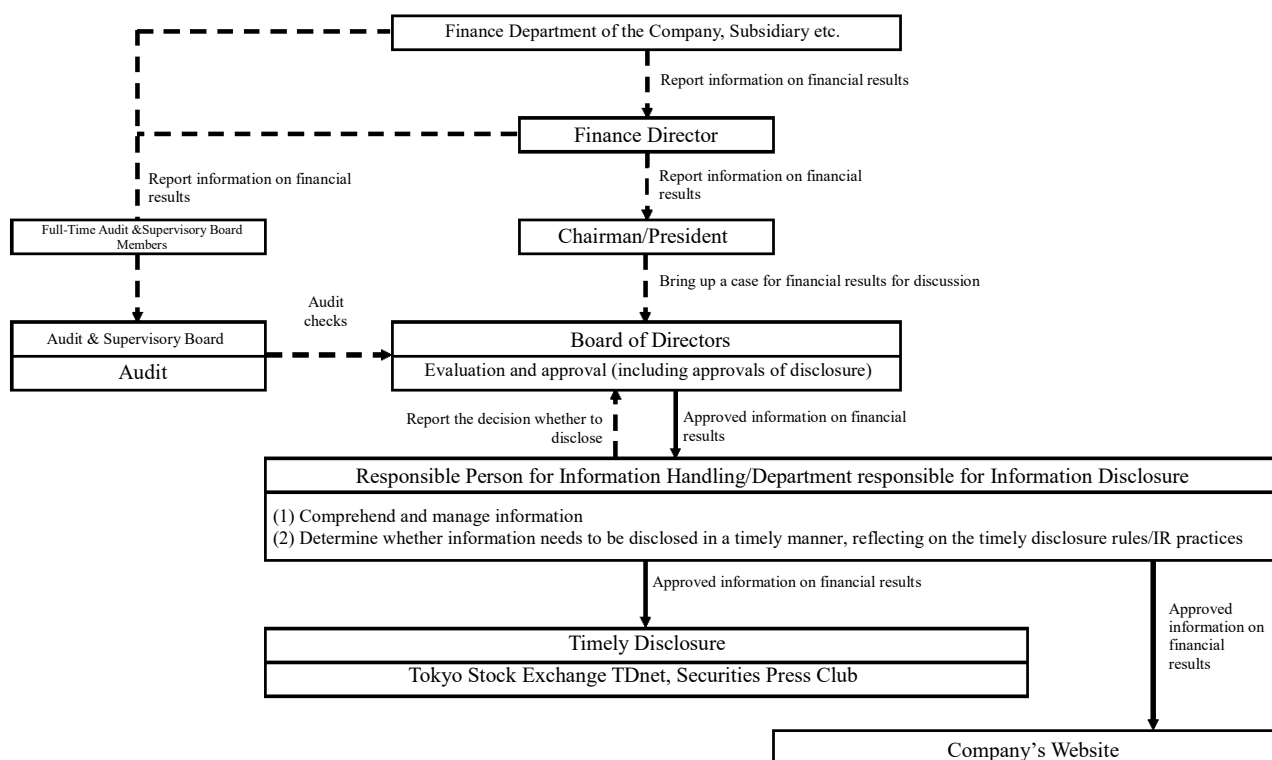 Finance Department of the Company, Subsidiary etc.
Report information on financial results
Finance Director
Report information on financial
results
Report information on financial
results
Full-Time Audit &Supervisory Board
Members
Chairman/President
Bring up a case for financial results for discussion
Audit
checks
Audit & Supervisory Board
Audit
Board of Directors
Evaluation and approval (including approvals of disclosure)
Report the decision whether to
disclose
Approved information on financial
results
Responsible Person for Information Handling/Department responsible for Information Disclosure
(1) Comprehend and manage information
(2) Determine whether information needs to be disclosed in a timely manner, reflecting on the timely disclosure rules/IR practices
Approved information on financial results
Approved
information on
financial
results
Timely Disclosure
Tokyo Stock Exchange TDnet, Securities Press Club
Company’s Website